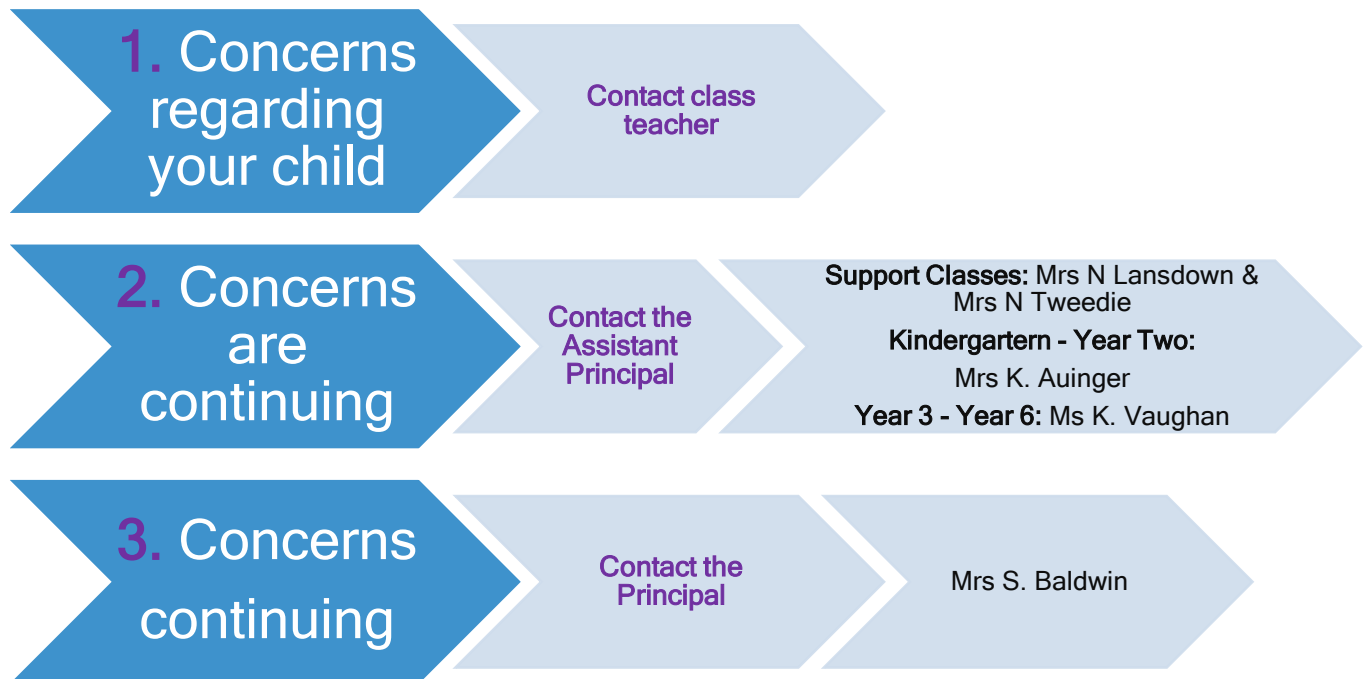 1. Concerns
regarding
your child
Contact class
teacher
2. Concerns
are
continuing
Contact the
Assistant
Principal
Support Classes: Mrs N Lansdown &
Mrs N Tweedie
Kindergartern - Year Two:
Mrs K. Auinger
Year 3 - Year 6: Ms K. Vaughan
3. Concerns
continuing
Contact the
Principal
Mrs S. Baldwin